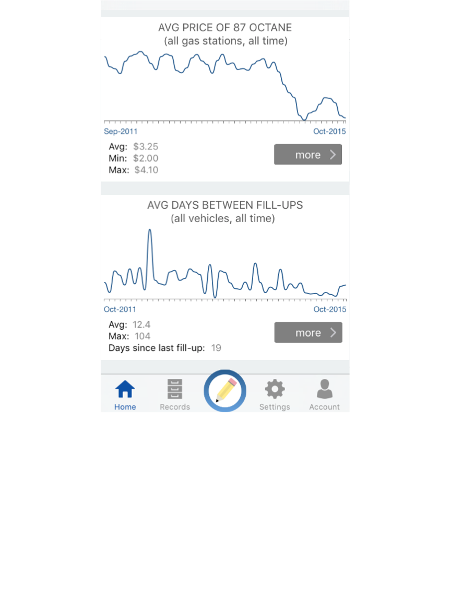 AVG PRICE OF 87 OCTANE
(all gas stations, all time)
Sep-2011 Oct-2015
Avg: $3.25
Min: $2.00
Max: $4.10
more
AVG DAYS BETWEEN FILL-UPS
(all vehicles, all time)
Oct-2011 Oct-2015
Avg: 12.4
Max: 104
Days since last fill-up: 19
more
Home Records Settings Account